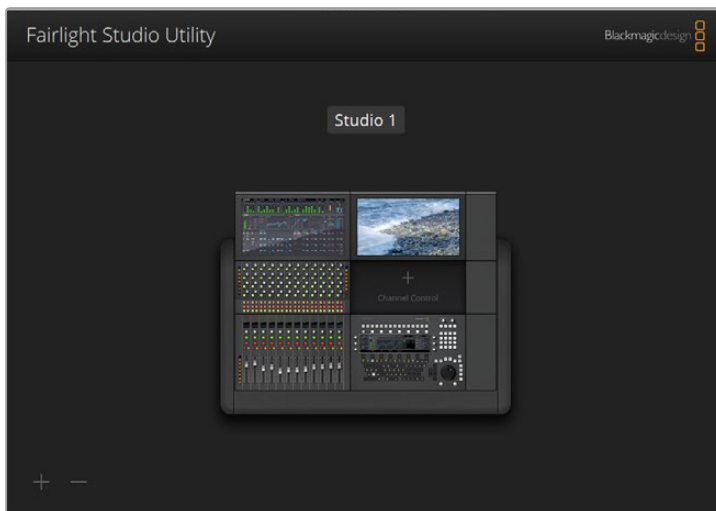 Fairlight Studio Utility
Blackmagicdesign
Studio 1
+
Channel Control
+ −